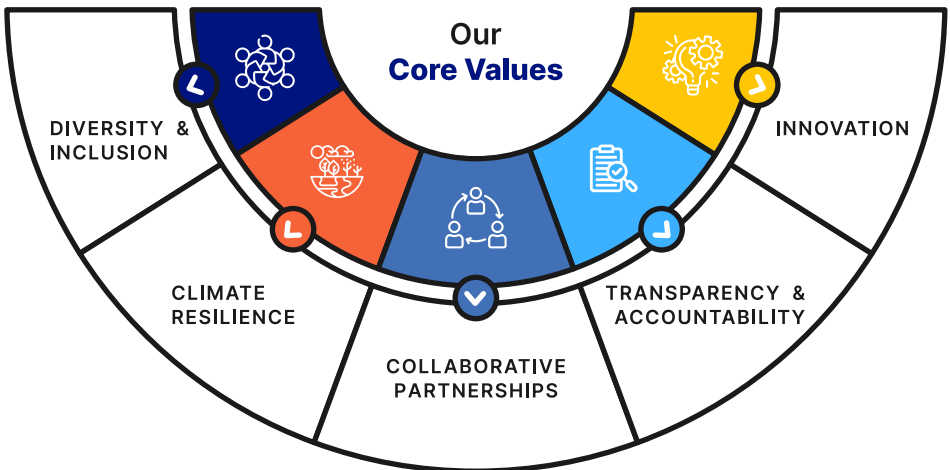 Our
Core Values
DIVERSITY &
INCLUSION
CLIMATE
RESILIENCE
COLLABORATIVE
PARTNERSHIPS
TRANSPARENCY &
ACCOUNTABILITY
INNOVATION